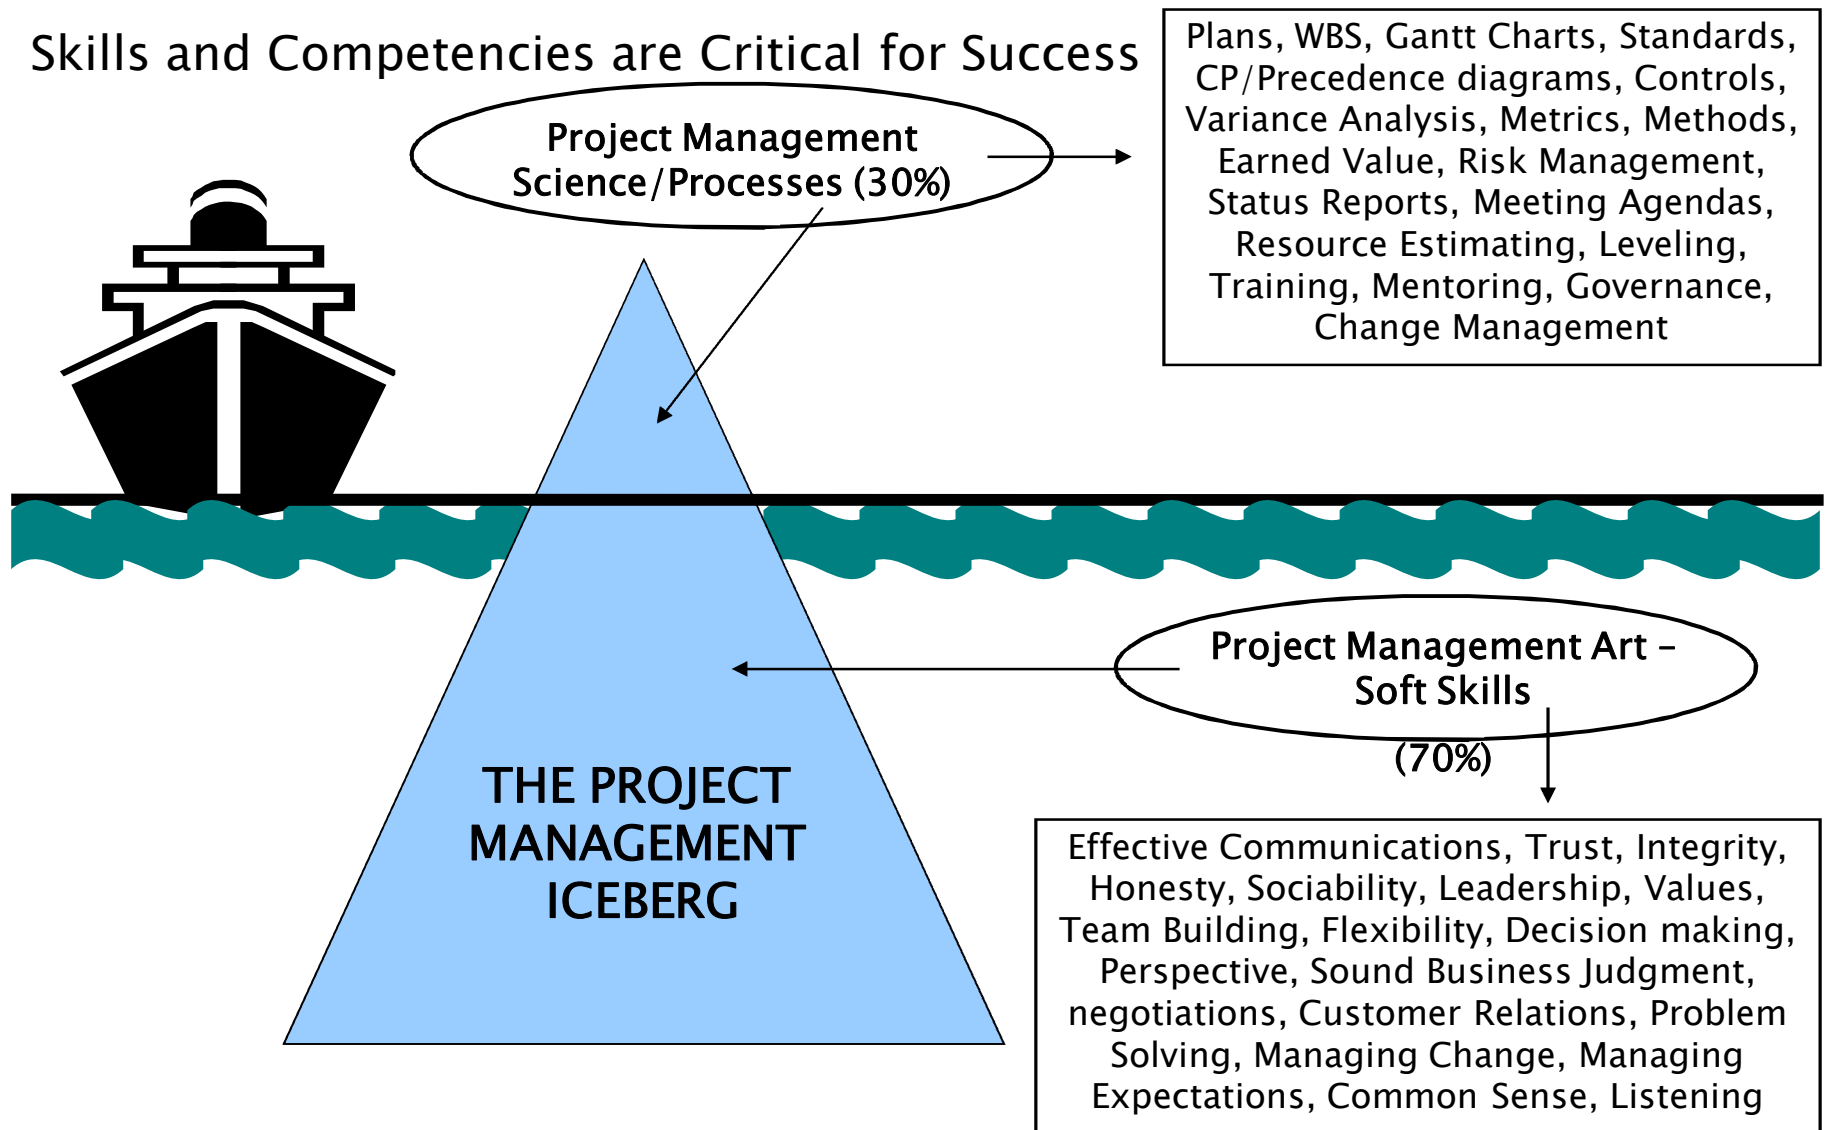 Skills and Competencies are Critical for Success
Project Management
Science/Processes (30%)
Plans, WBS, Gantt Charts, Standards,
CP/Precedence diagrams, Controls,
Variance Analysis, Metrics, Methods,
Earned Value, Risk Management,
Status Reports, Meeting Agendas,
Resource Estimating, Leveling,
Training, Mentoring, Governance,
Change Management
Project Management Art –
Soft Skills
(70%)
THE PROJECT
MANAGEMENT
ICEBERG
Effective Communications, Trust, Integrity,
Honesty, Sociability, Leadership, Values,
Team Building, Flexibility, Decision making,
Perspective, Sound Business Judgment,
negotiations, Customer Relations, Problem
Solving, Managing Change, Managing
Expectations, Common Sense, Listening